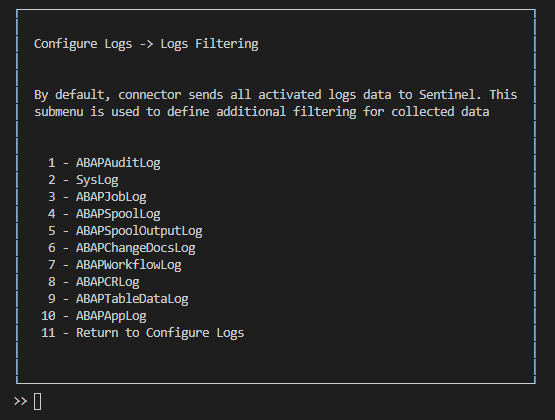 Configure Logs -> Logs Filtering
By default, connector sends all activated logs data to Sentinel. This
submenu is used to define additional filtering for collected data
1 - ABAPAuditLog
2 - SysLog
3 - ABAPJobLog
4 - ABAPSpoolLog
5 - ABAPSpoolOutputLog
6 - ABAPChangeDocsLog
7 - ABAPWorkflowLog
8 - ABAPCRLog
9 - ABAPTableDataLog
10 - ABAPAppLog
11 - Return to Configure Logs
>>